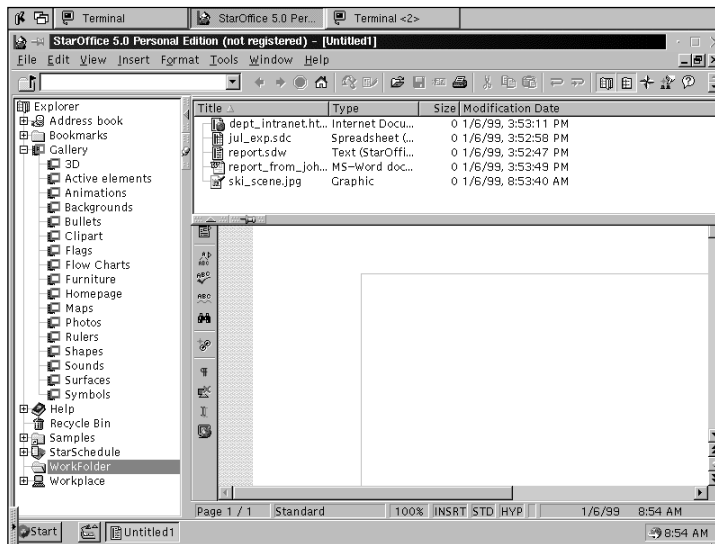 Terminal
StarOffice 5.0 Per...
Terminal <2>
StarOffice 5.0 Personal Edition (not registered) - [Untitled1]
File Edit View Insert Format Tools Window Help
Explorer
Address book
Bookmarks
Gallery
3D
Active elements
Animations
Backgrounds
Bullets
Clipart
Flags
Flow Charts
Furniture
Homepage
Maps
Photos
Rulers
Shapes
Sounds
Surfaces
Symbols
Help
Recycle Bin
Samples
StarSchedule
WorkFolder
Workplace
Title Type Size Modification Date
dept_intranet.ht... Internet Docu... 0 1/6/99, 3:53:11 PM
jul_exp.sdc Spreadsheet (... 0 1/6/99, 3:52:58 PM
report.sdw Text (StarOffi... 0 1/6/99, 3:52:47 PM
report_from_joh... MS-Word doc... 0 1/6/99, 3:53:49 PM
ski_scene.jpg Graphic 0 1/6/99, 8:53:40 AM
ABC
ABC
Page 1 / 1 Standard 100% INSRT STD HYP 1/6/99 8:54 AM
Start Untitled1 8:54 AM